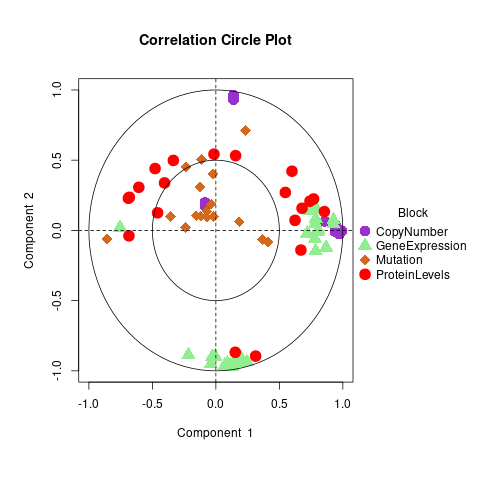 Correlation Circle Plot
Component 2
1.0
0.5
0.0
-0.5
-1.0
-1.0 -0.5 0.0 0.5 1.0
Component 1
Block
CopyNumber
GeneExpression
Mutation
ProteinLevels